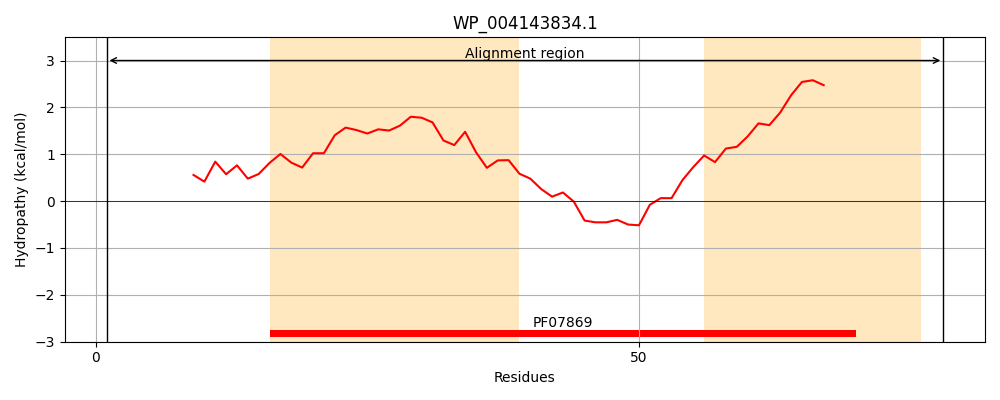 WP_004143834.1
Alignment region
3
2
1
0
−1
−2
−3
Hydropathy (kcal/mol)
PF07869
0
50
Residues